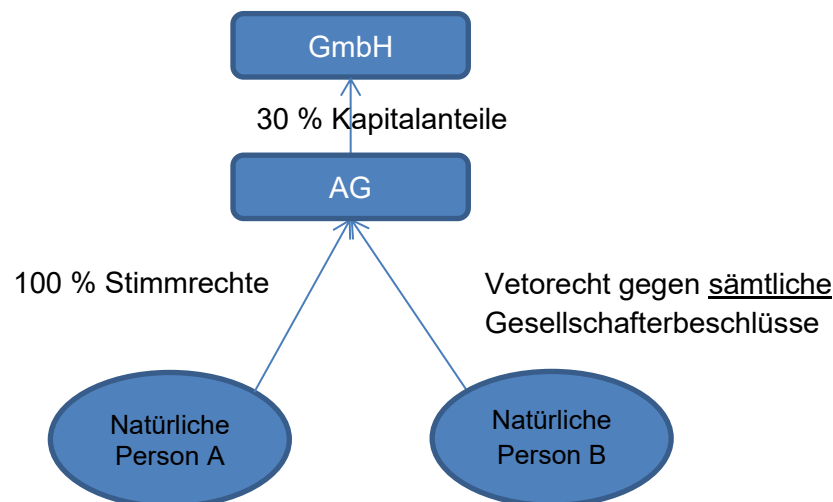 GmbH
30 % Kapitalanteile
AG
100 % Stimmrechte
Vetorecht gegen sämtliche
Gesellschafterbeschlüsse
Natürliche
Person A
Natürliche
Person B